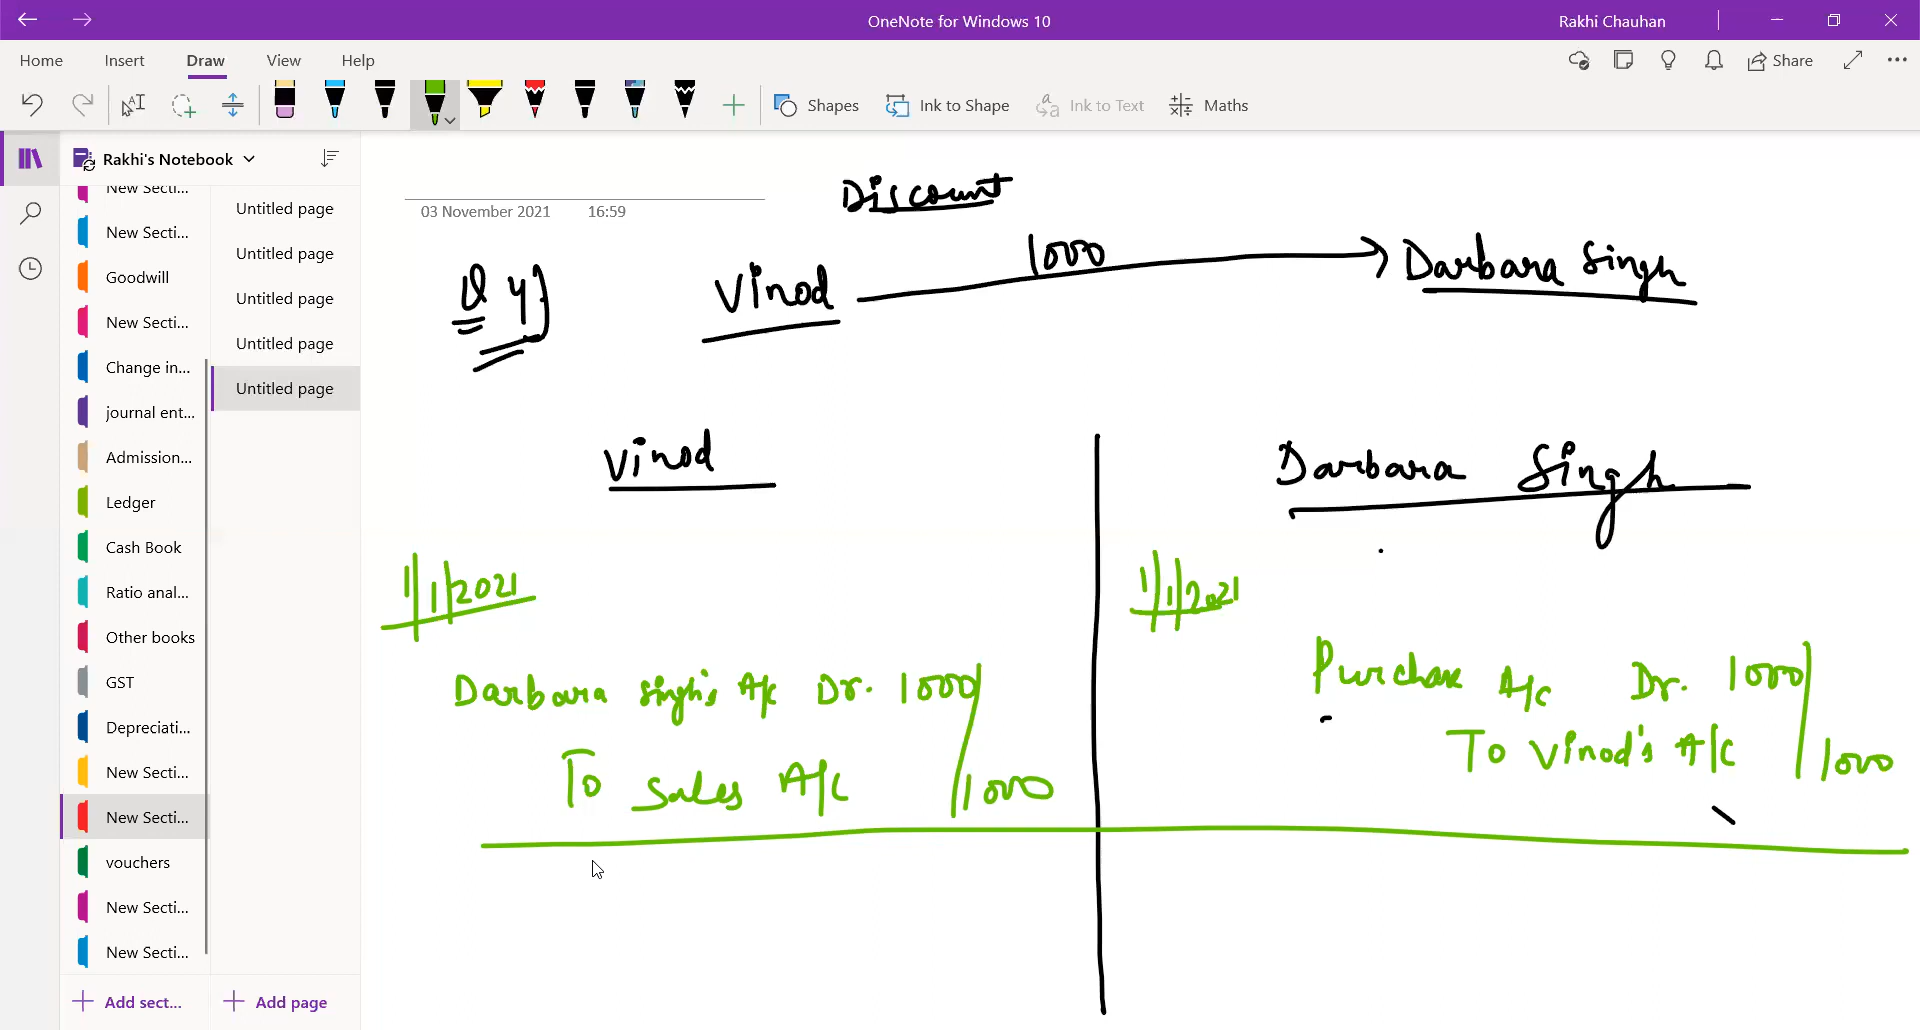 OneNote for Windows 10
Rakhi Chauhan
Home Insert Draw View Help
Share
Shapes Ink to Shape Ink to Text Maths
Rakhi's Notebook
New Secti...
New Secti...
Goodwill
New Secti...
Change in...
journal ent...
Admission...
Ledger
Cash Book
Ratio anal...
Other books
GST
Depreciati...
New Secti...
New Secti...
vouchers
New Secti...
New Secti...
Add sect...
Untitled page
Untitled page
Untitled page
Untitled page
Untitled page
Add page
03 November 2021 16:59
Discount
Vinod 1000 Darbara Singh
Vinod
1/1/2021
Darbara Singh's A/c Dr. 1000
To Sales A/c 1000
Darbara Singh
1/1/2021
Purchase A/c Dr. 1000
To Vinod's A/c 1000